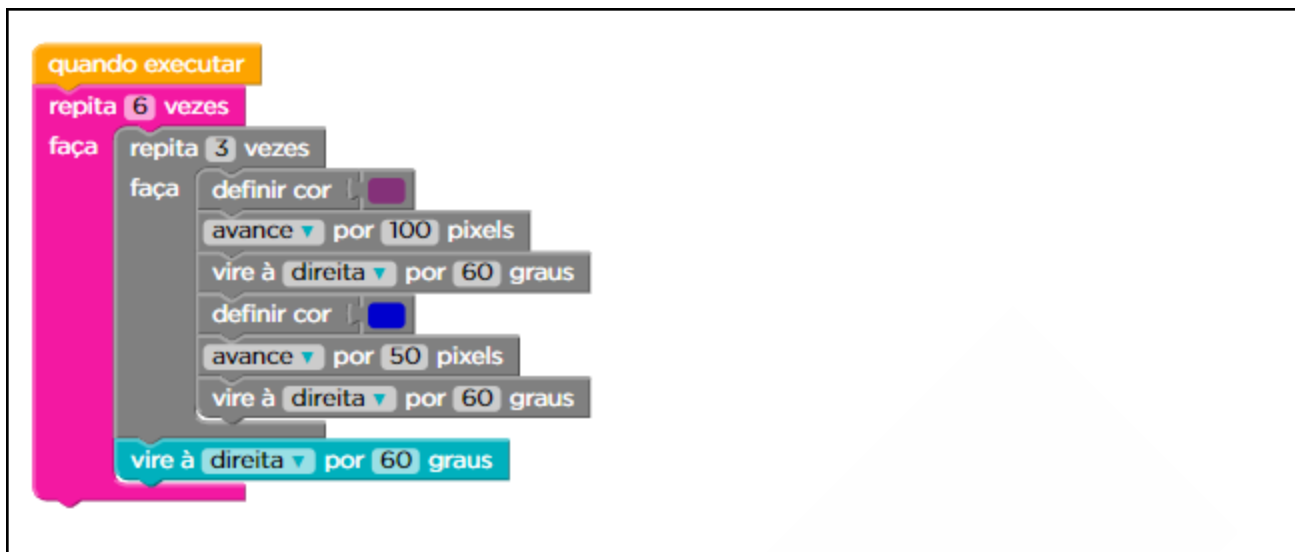 quando executar
repita 6 vezes
faça repita 3 vezes
faça definir cor
avance ▼ por 100 pixels
vire à direita ▼ por 60 graus
definir cor
avance ▼ por 50 pixels
vire à direita ▼ por 60 graus
vire à direita ▼ por 60 graus